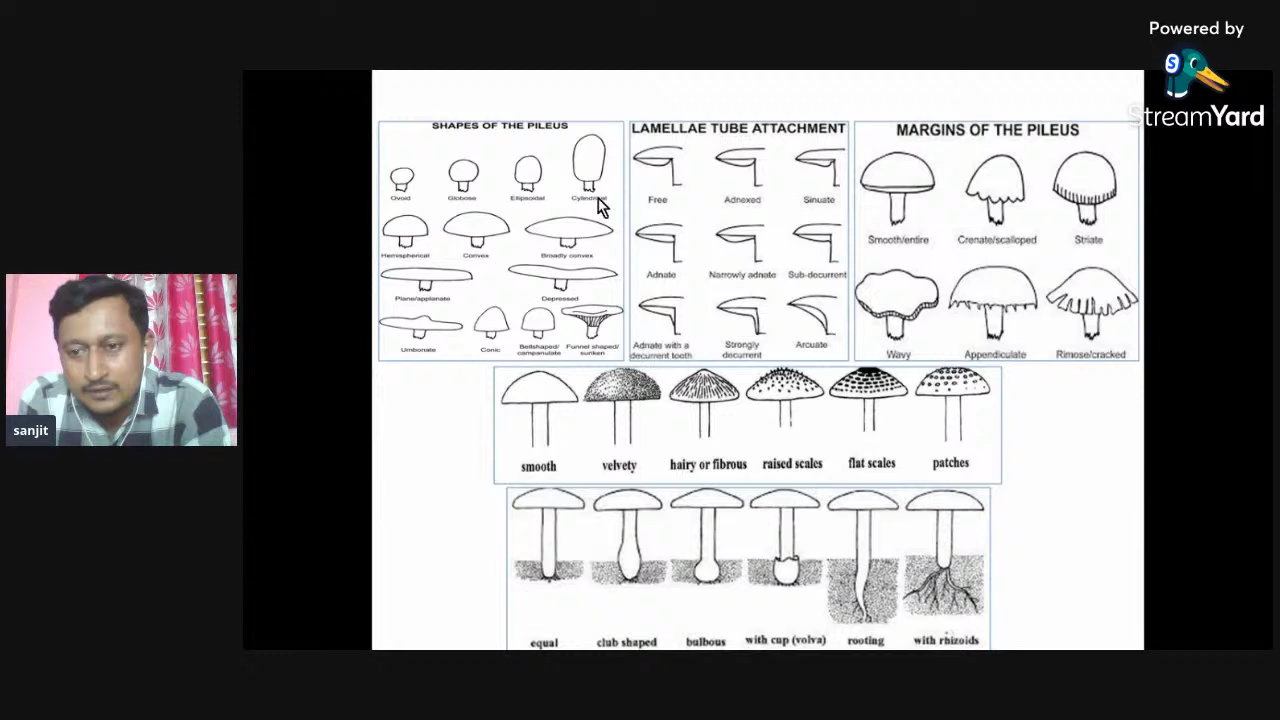 Powered by
S
StreamYard
sanjit
SHAPES OF THE PILEUS
Ovoid Globose Ellipsoidal Cylindrical
Hemispherical Convex Broadly convex
Plane/applanate Depressed
Umbonate Conic Bellshaped/ Funnel shaped/
campanulate sunken
LAMELLAE TUBE ATTACHMENT
Free Adnexed Sinuate
Adnate Narrowly adnate Sub-decurrent
Adnate with a Strongly Arcuate
decurrent tooth decurrent
MARGINS OF THE PILEUS
Smooth/entire Crenate/scalloped Striate
Wavy Appendiculate Rimose/cracked
smooth velvety hairy or fibrous raised scales flat scales patches
equal club shaped bulbous with cup (volva) rooting with rhizoids